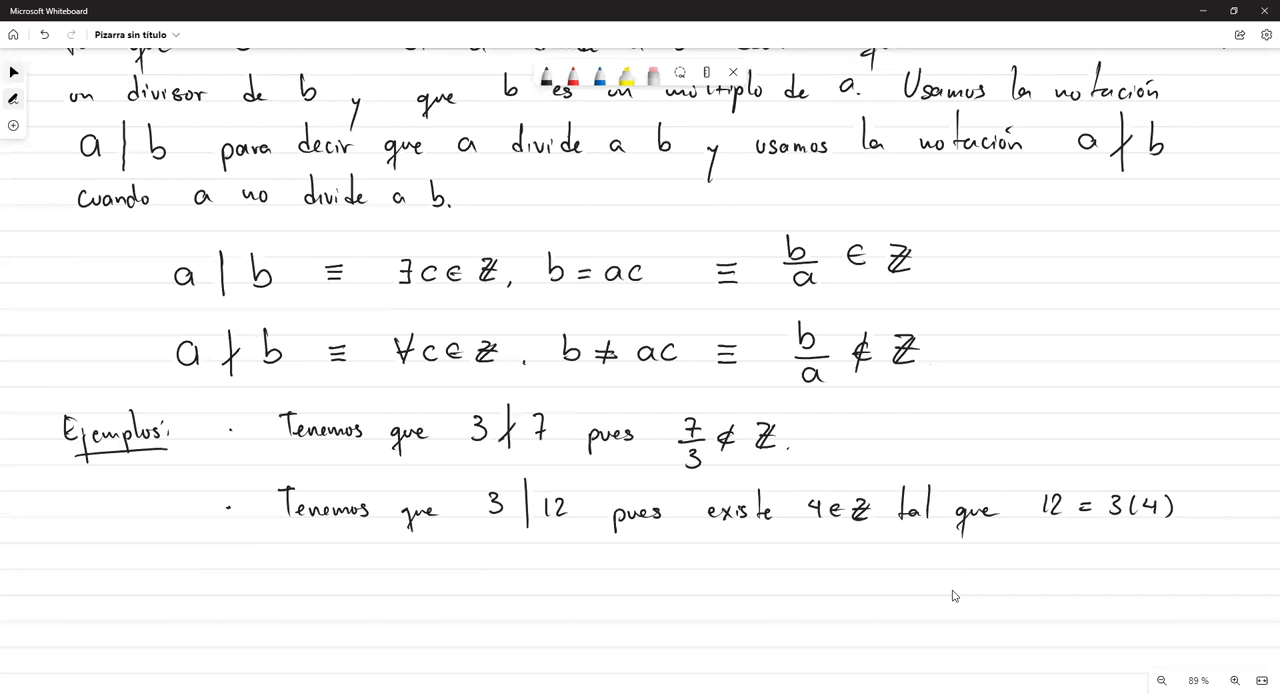 Microsoft Whiteboard
Pizarra sin título
un divisor de b y que b es un múltiplo de a. Usamos la notación
a | b para decir que a divide a b y usamos la notación a ∤ b
cuando a no divide a b.
a | b ≡ ∃c∈ℤ, b = ac ≡ b/a ∈ ℤ
a ∤ b ≡ ∀c∈ℤ. b ≠ ac ≡ b/a ∉ ℤ
Ejemplos: · Tenemos que 3 ∤ 7 pues 7/3 ∉ ℤ.
· Tenemos que 3 | 12 pues existe 4∈ℤ tal que 12 = 3(4)
89 %